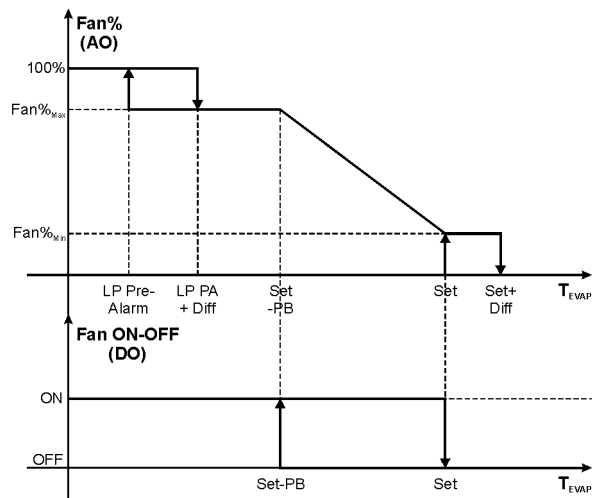 Fan%
(AO)
100%
Fan%Max
Fan%Min
LP Pre-
Alarm
LP PA
+ Diff
Set
-PB
Set
Set+
Diff
TEVAP
Fan ON-OFF
(DO)
ON
OFF
Set-PB
Set
TEVAP